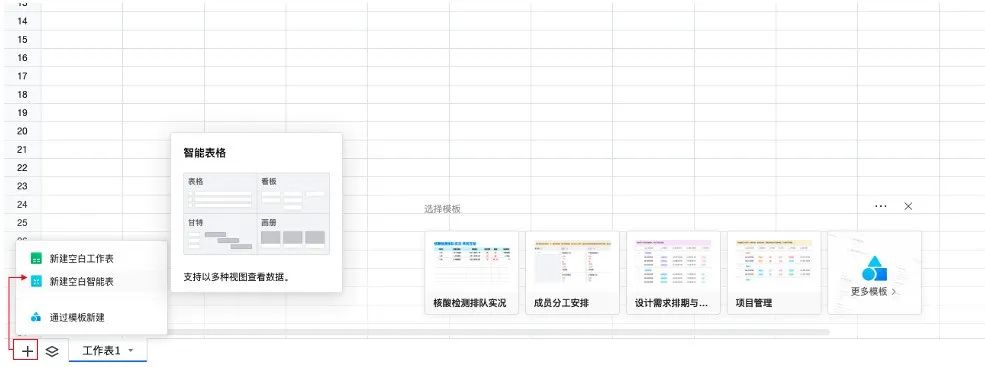 13
14
15
16
17
18
19
20
21
22
23
24
25
智能表格
表格
看板
甘特
画册
支持以多种视图查看数据。
选择模板
核酸检测排队实况
成员分工安排
设计需求排期与...
项目管理
更多模板 >
新建空白工作表
新建空白智能表
通过模板新建
工作表1